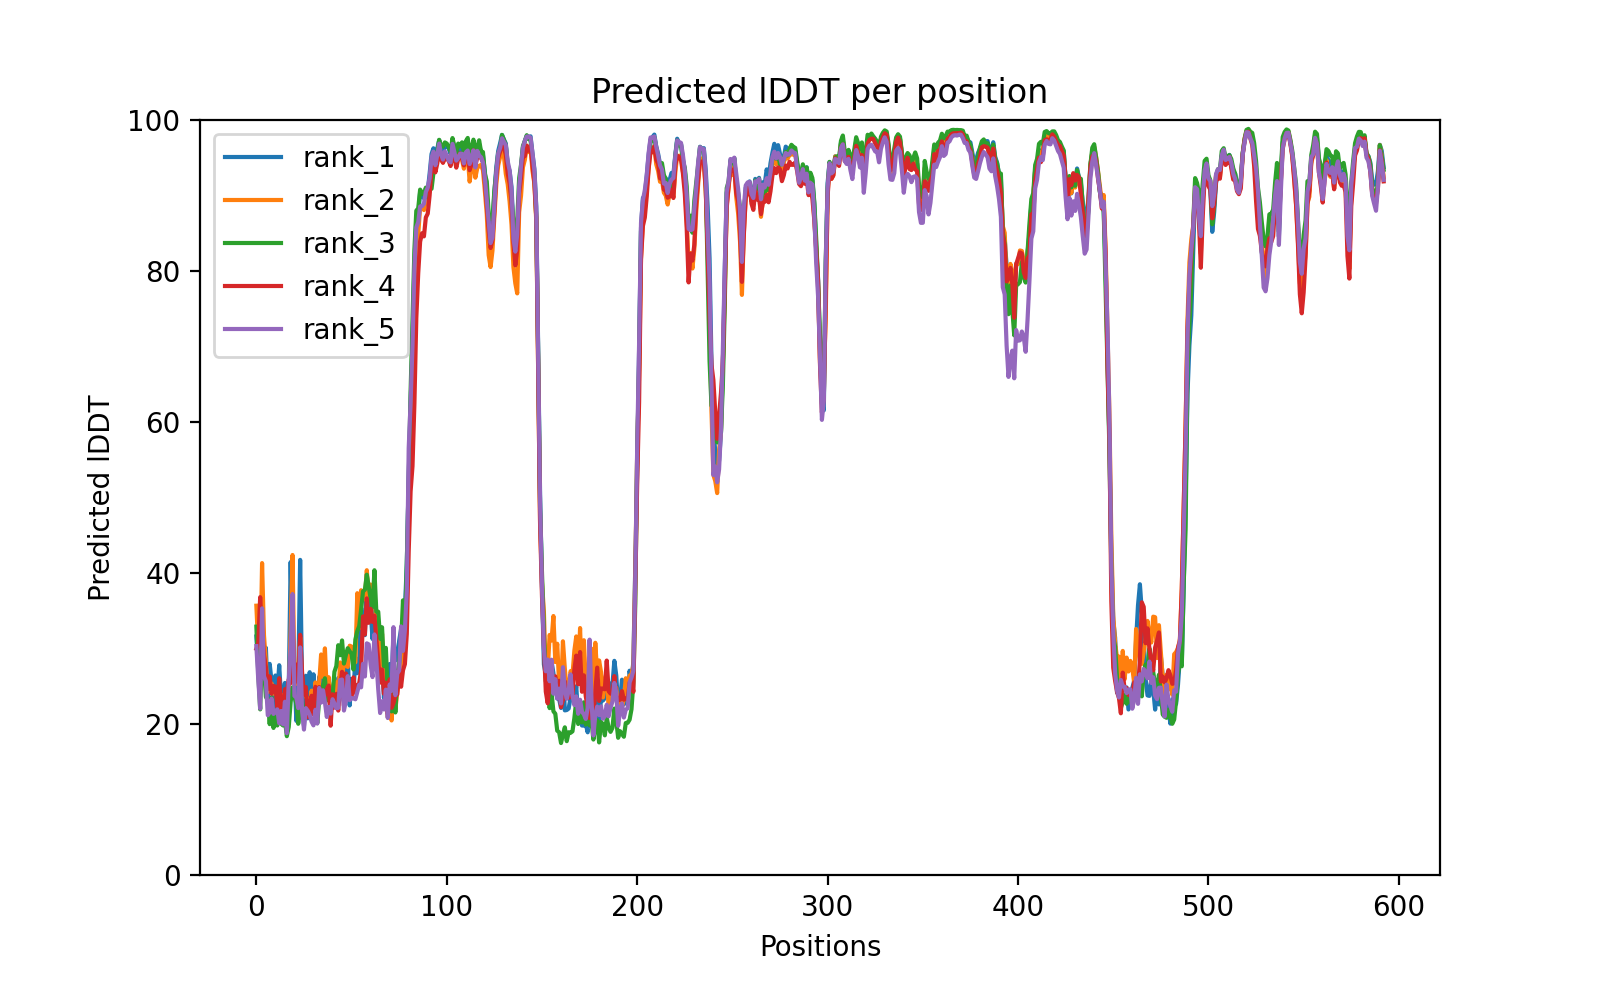 Predicted lDDT per position
100
80
60
40
20
0
Predicted lDDT
rank_1
rank_2
rank_3
rank_4
rank_5
0 100 200 300 400 500 600
Positions